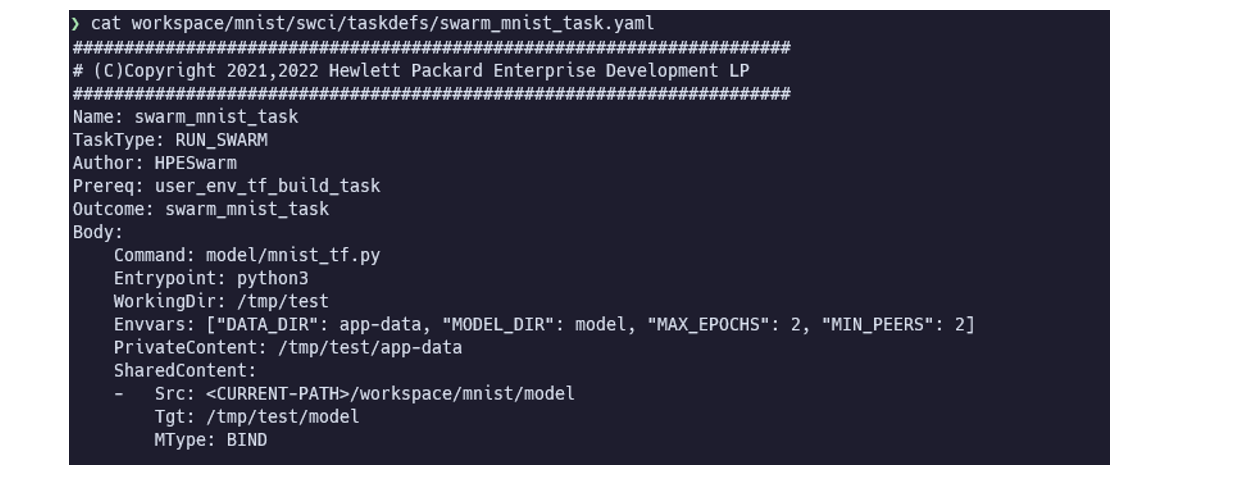 ❯ cat workspace/mnist/swci/taskdefs/swarm_mnist_task.yaml
######################################################################
# (C)Copyright 2021,2022 Hewlett Packard Enterprise Development LP
######################################################################
Name: swarm_mnist_task
TaskType: RUN_SWARM
Author: HPESwarm
Prereq: user_env_tf_build_task
Outcome: swarm_mnist_task
Body:
    Command: model/mnist_tf.py
    Entrypoint: python3
    WorkingDir: /tmp/test
    Envvars: ["DATA_DIR": app-data, "MODEL_DIR": model, "MAX_EPOCHS": 2, "MIN_PEERS": 2]
    PrivateContent: /tmp/test/app-data
    SharedContent:
    -   Src: <CURRENT-PATH>/workspace/mnist/model
        Tgt: /tmp/test/model
        MType: BIND